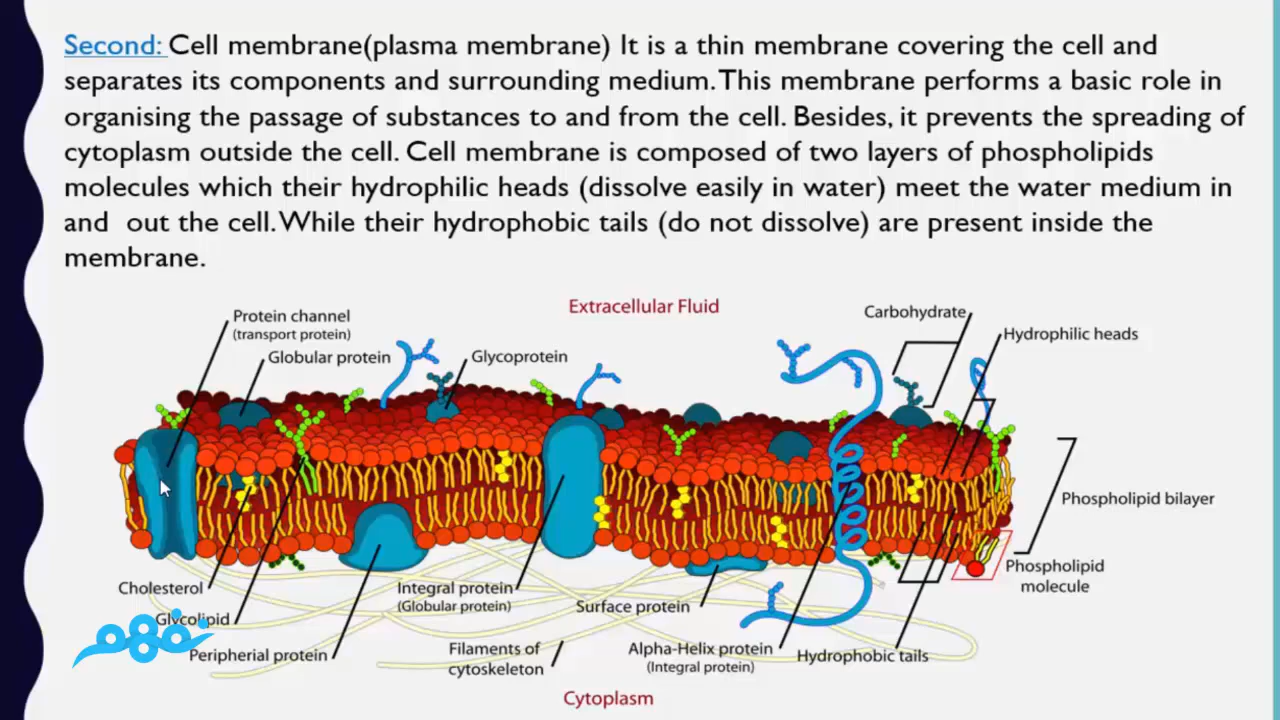 Second: Cell membrane(plasma membrane) It is a thin membrane covering the cell and
separates its components and surrounding medium. This membrane performs a basic role in
organising the passage of substances to and from the cell. Besides, it prevents the spreading of
cytoplasm outside the cell. Cell membrane is composed of two layers of phospholipids
molecules which their hydrophilic heads (dissolve easily in water) meet the water medium in
and out the cell. While their hydrophobic tails (do not dissolve) are present inside the
membrane.
Extracellular Fluid
Protein channel
(transport protein)
Globular protein
Glycoprotein
Carbohydrate
Hydrophilic heads
Phospholipid bilayer
Phospholipid
molecule
Cholesterol
Glycolipid
Peripherial protein
Integral protein
(Globular protein)
Surface protein
Filaments of
cytoskeleton
Alpha-Helix protein
(Integral protein)
Hydrophobic tails
Cytoplasm